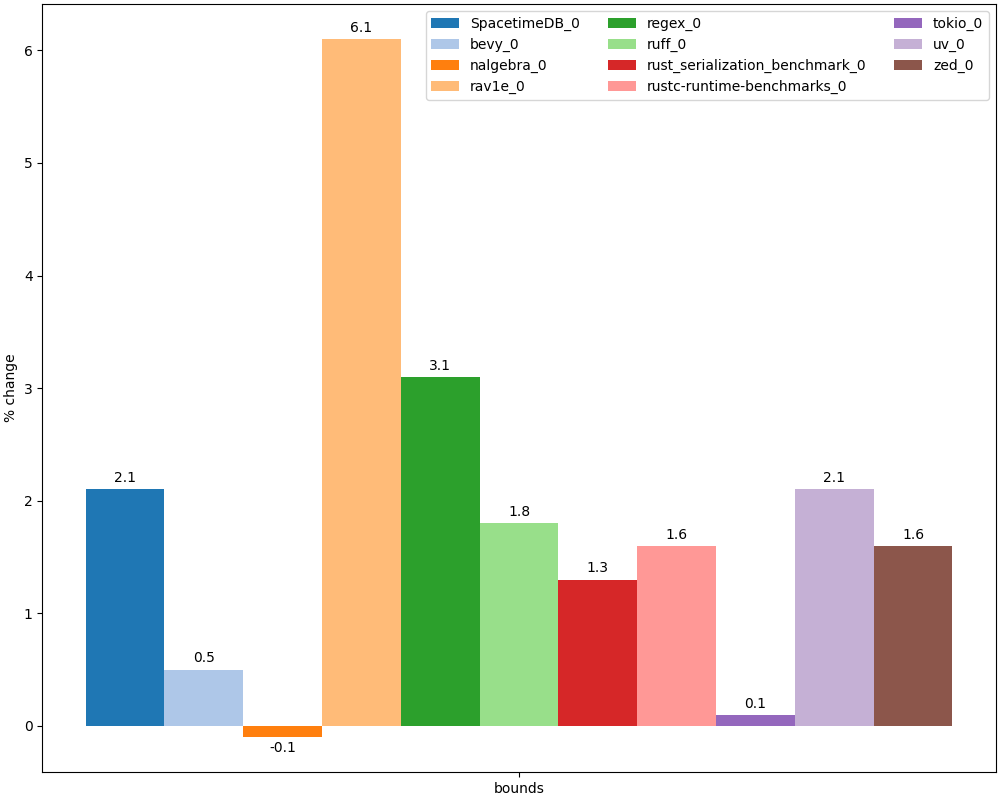 SpacetimeDB_0
bevy_0
nalgebra_0
rav1e_0
regex_0
ruff_0
rust_serialization_benchmark_0
rustc-runtime-benchmarks_0
tokio_0
uv_0
zed_0
% change
6
5
4
3
2
1
0
2.1
0.5
-0.1
6.1
3.1
1.8
1.3
1.6
0.1
2.1
1.6
bounds